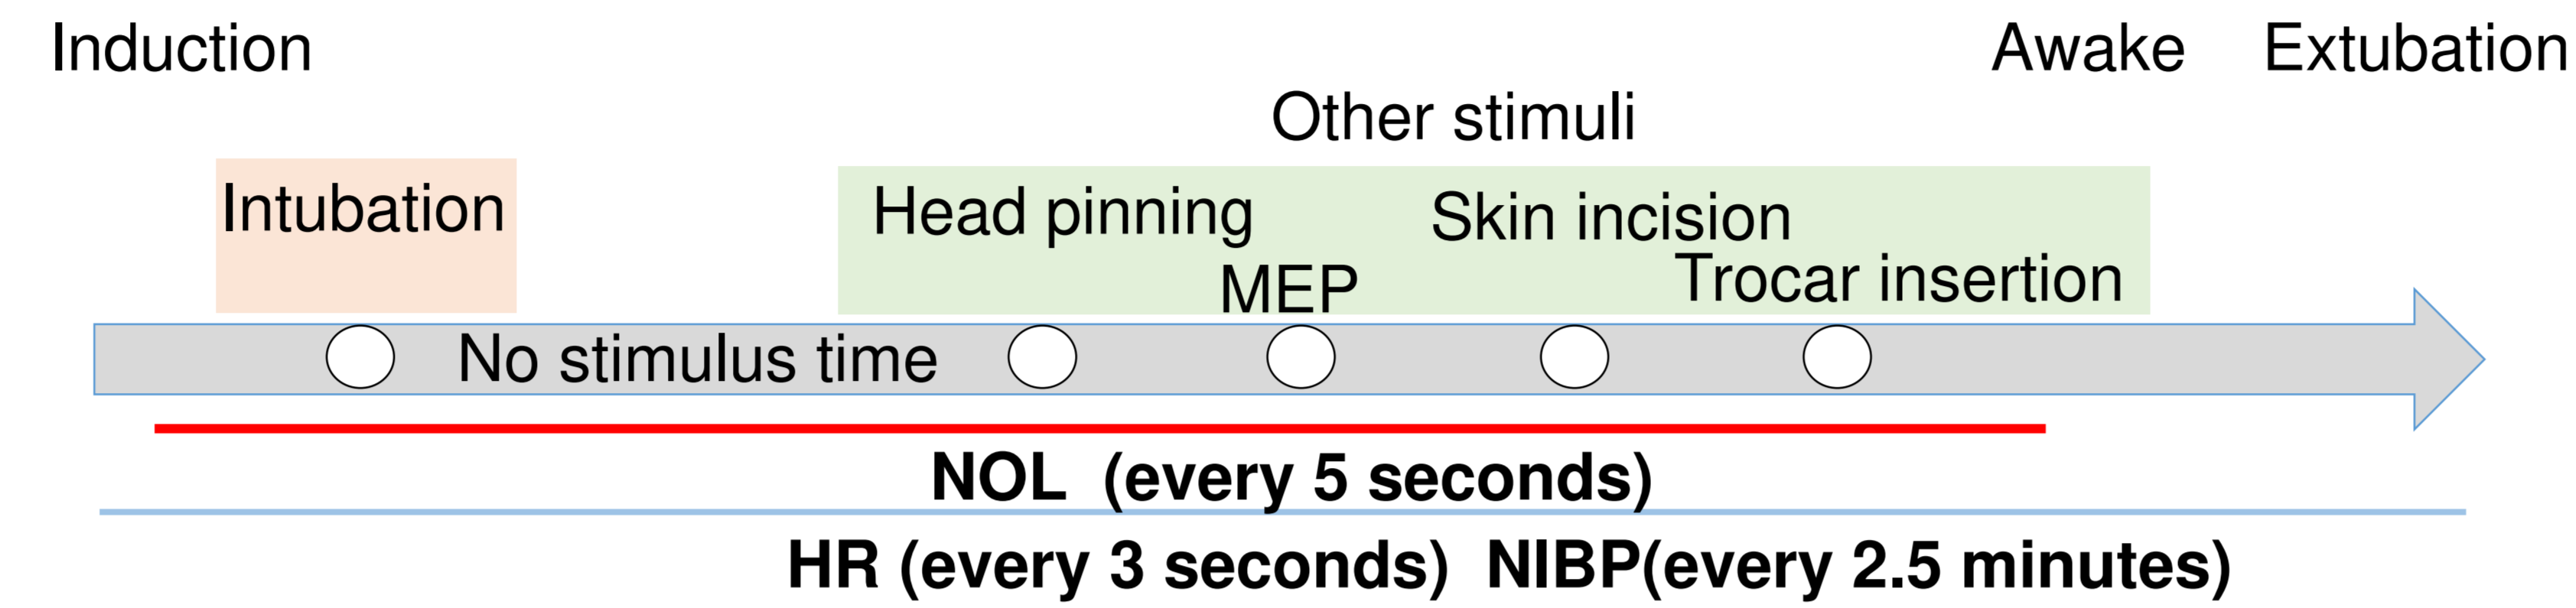 Induction
Awake
Extubation
Other stimuli
Intubation
Head pinning
Skin incision
MEP
Trocar insertion
No stimulus time
NOL (every 5 seconds)
HR (every 3 seconds) NIBP(every 2.5 minutes)